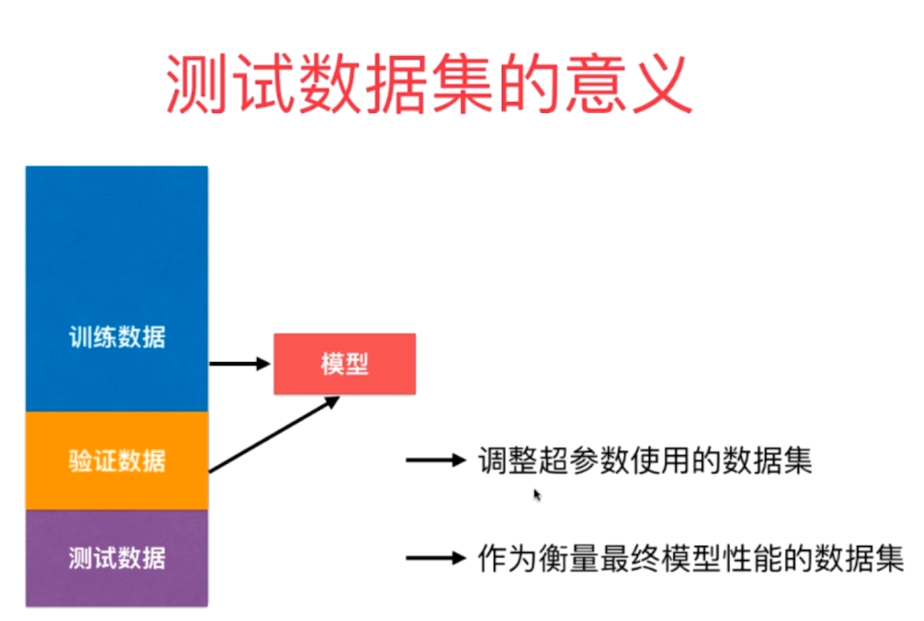 测试数据集的意义
训练数据
模型
验证数据
调整超参数使用的数据集
测试数据
作为衡量最终模型性能的数据集